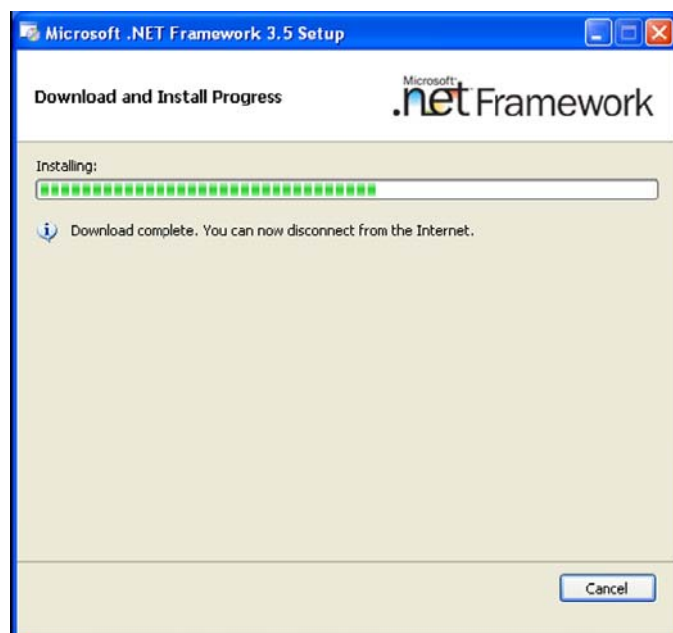 Microsoft .NET Framework 3.5 Setup
Download and Install Progress
Microsoft
.net Framework
Installing:
Download complete. You can now disconnect from the Internet.
Cancel